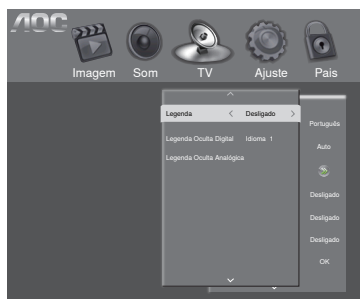 AOC
Imagem Som TV Ajuste Pais
Legenda < Desligado >
Português
Legenda Oculta Digital Idioma 1
Auto
Legenda Oculta Analógica
Desligado
Desligado
Desligado
OK